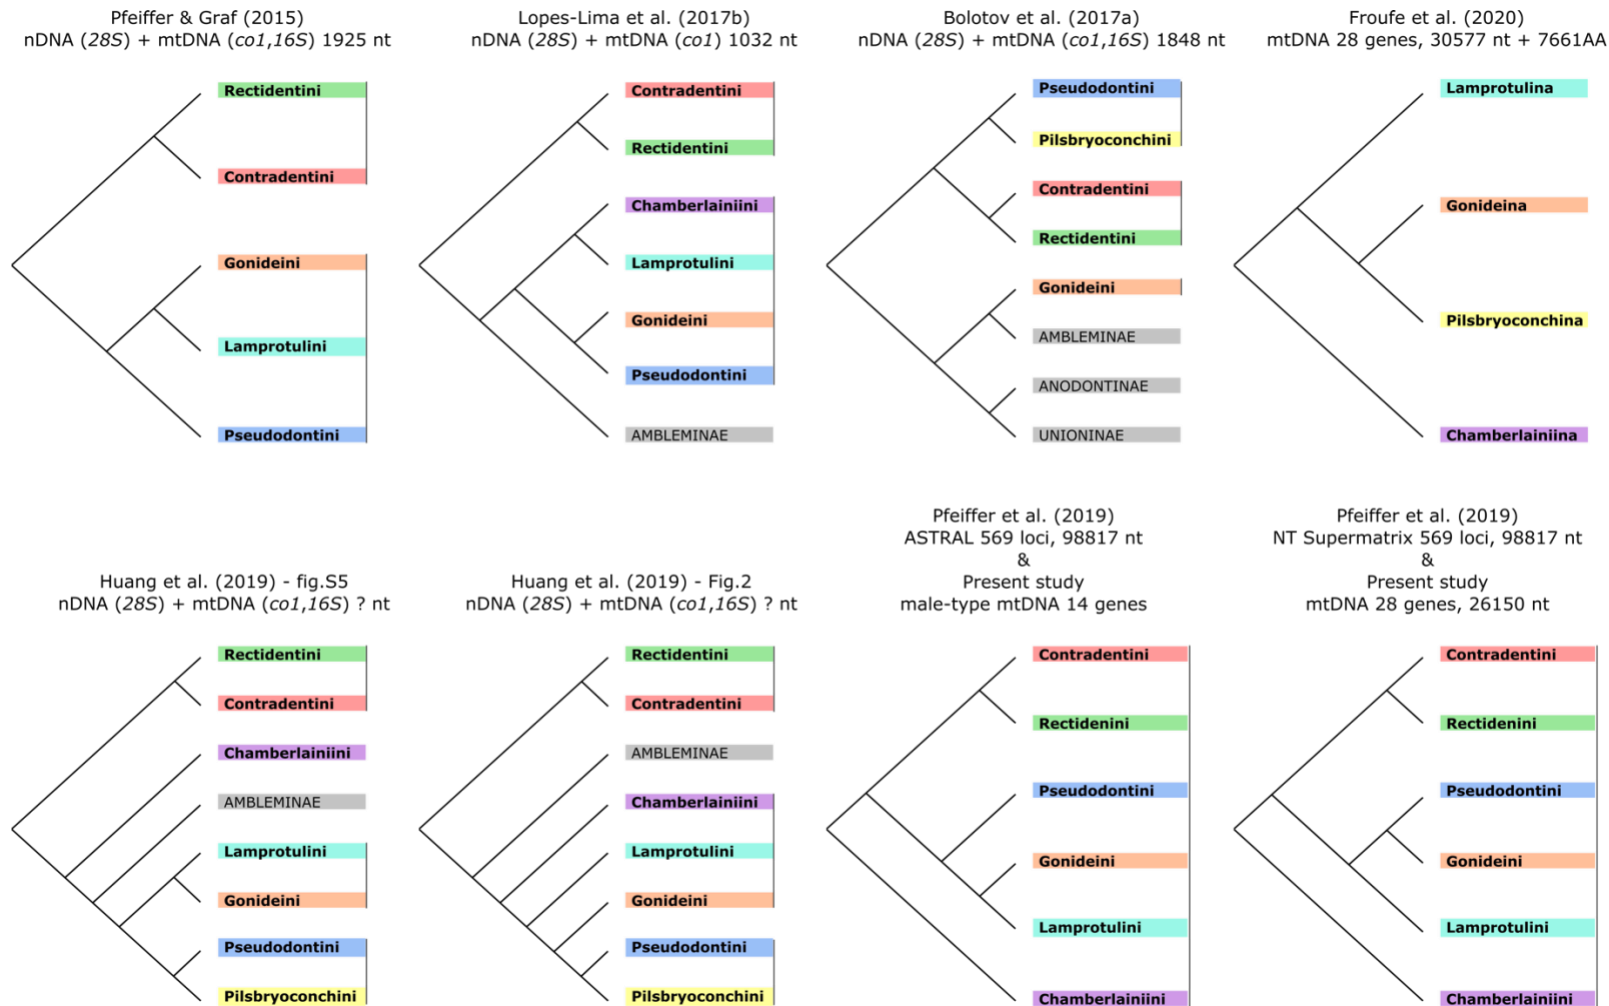 Pfeiffer & Graf (2015)
nDNA (28S) + mtDNA (co1,16S) 1925 nt
Rectidentini
Contradentini
Gonideini
Lamprotulini
Pseudodontini
Lopes-Lima et al. (2017b)
nDNA (28S) + mtDNA (co1) 1032 nt
Contradentini
Rectidentini
Chamberlainiini
Lamprotulini
Gonideini
Pseudodontini
AMBLEMINAE
Bolotov et al. (2017a)
nDNA (28S) + mtDNA (co1,16S) 1848 nt
Pseudodontini
Pilsbryoconchini
Contradentini
Rectidentini
Gonideini
AMBLEMINAE
ANODONTINAE
UNIONINAE
Froufe et al. (2020)
mtDNA 28 genes, 30577 nt + 7661AA
Lamprotulina
Gonideina
Pilsbryoconchina
Chamberlainiina
Huang et al. (2019) - fig.S5
nDNA (28S) + mtDNA (co1,16S) ? nt
Rectidentini
Contradentini
Chamberlainiini
AMBLEMINAE
Lamprotulini
Gonideini
Pseudodontini
Pilsbryoconchini
Huang et al. (2019) - Fig.2
nDNA (28S) + mtDNA (co1,16S) ? nt
Rectidentini
Contradentini
AMBLEMINAE
Chamberlainiini
Lamprotulini
Gonideini
Pseudodontini
Pilsbryoconchini
Pfeiffer et al. (2019)
ASTRAL 569 loci, 98817 nt
&
Present study
male-type mtDNA 14 genes
Contradentini
Rectidenini
Pseudodontini
Gonideini
Lamprotulini
Chamberlainiini
Pfeiffer et al. (2019)
NT Supermatrix 569 loci, 98817 nt
&
Present study
mtDNA 28 genes, 26150 nt
Contradentini
Rectidenini
Pseudodontini
Gonideini
Lamprotulini
Chamberlainiini